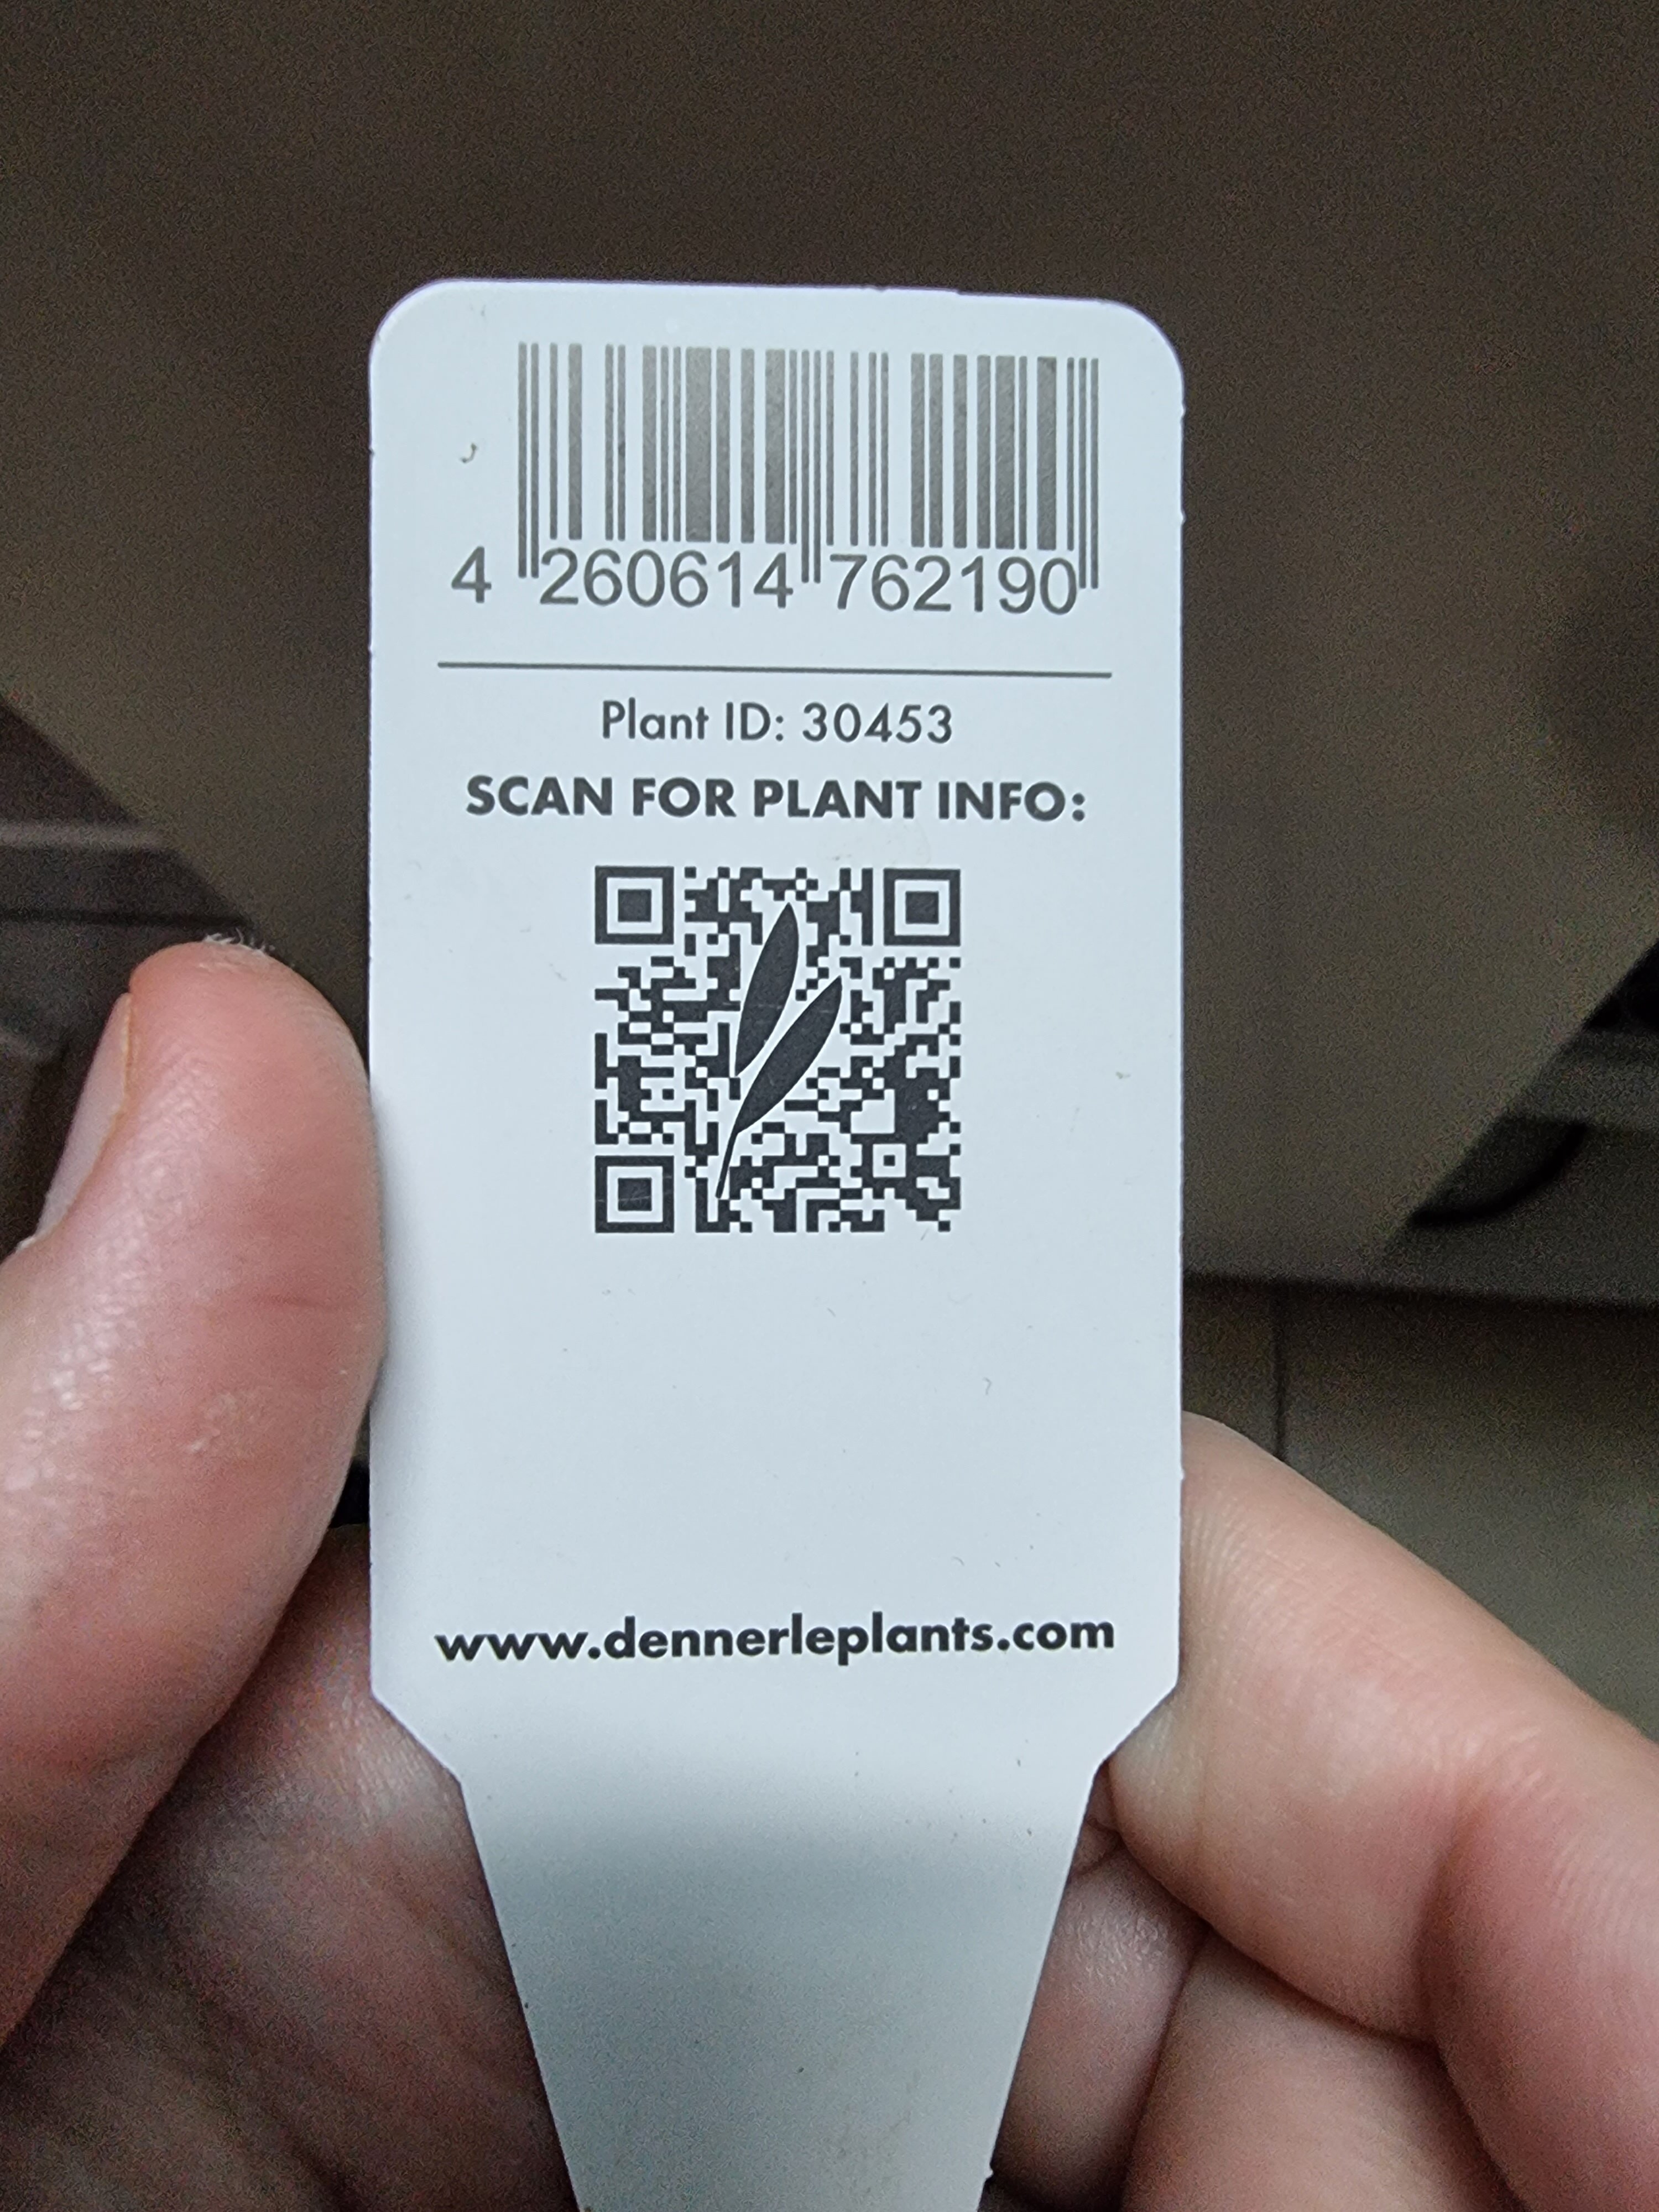 4 260614 762190
Plant ID: 30453
SCAN FOR PLANT INFO:
www.dennerleplants.com